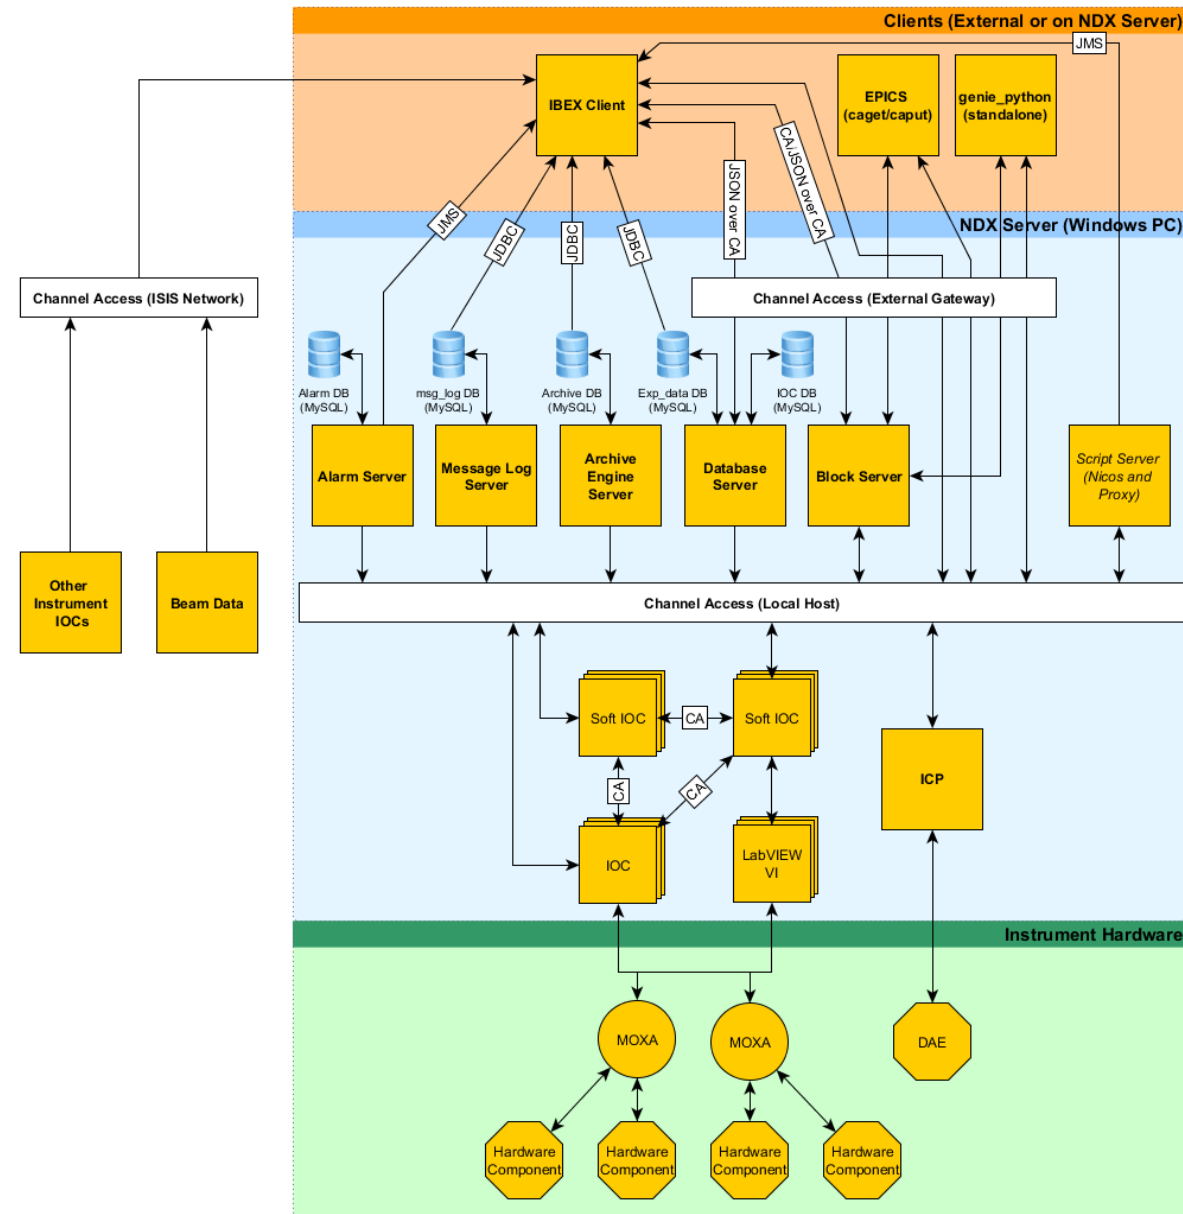 Clients (External or on NDX Server)
JMS
IBEX Client
EPICS
(caget/caput)
genie_python
(standalone)
JMS
JDBC
JDBC
JDBC
JSON over CA
CA/JSON over CA
NDX Server (Windows PC)
Channel Access (ISIS Network)
Channel Access (External Gateway)
Alarm DB
(MySQL)
msg_log DB
(MySQL)
Archive DB
(MySQL)
Exp_data DB
(MySQL)
IOC DB
(MySQL)
Alarm Server
Message Log
Server
Archive
Engine
Server
Database
Server
Block Server
Script Server
(Nicos and
Proxy)
Other
Instrument
IOCs
Beam Data
Channel Access (Local Host)
Soft IOC
CA
Soft IOC
CA
CA
ICP
IOC
LabVIEW
VI
Instrument Hardware
MOXA
MOXA
DAE
Hardware
Component
Hardware
Component
Hardware
Component
Hardware
Component